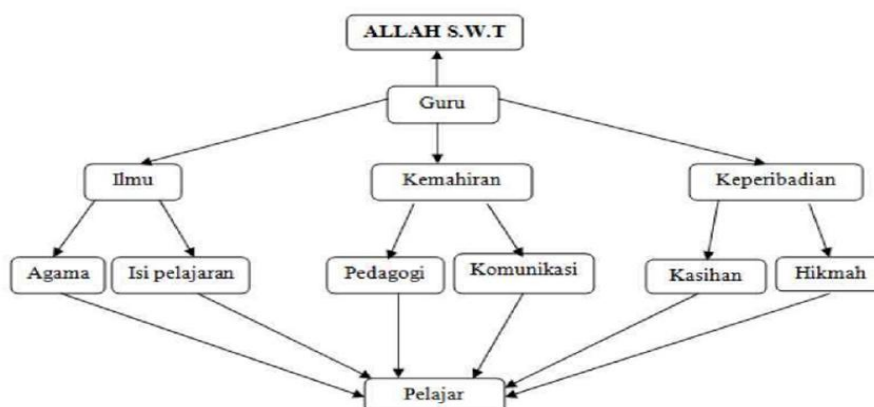 ALLAH S.W.T
Guru
Ilmu
Kemahiran
Keperibadian
Agama
Isi pelajaran
Pedagogi
Komunikasi
Kasihan
Hikmah
Pelajar